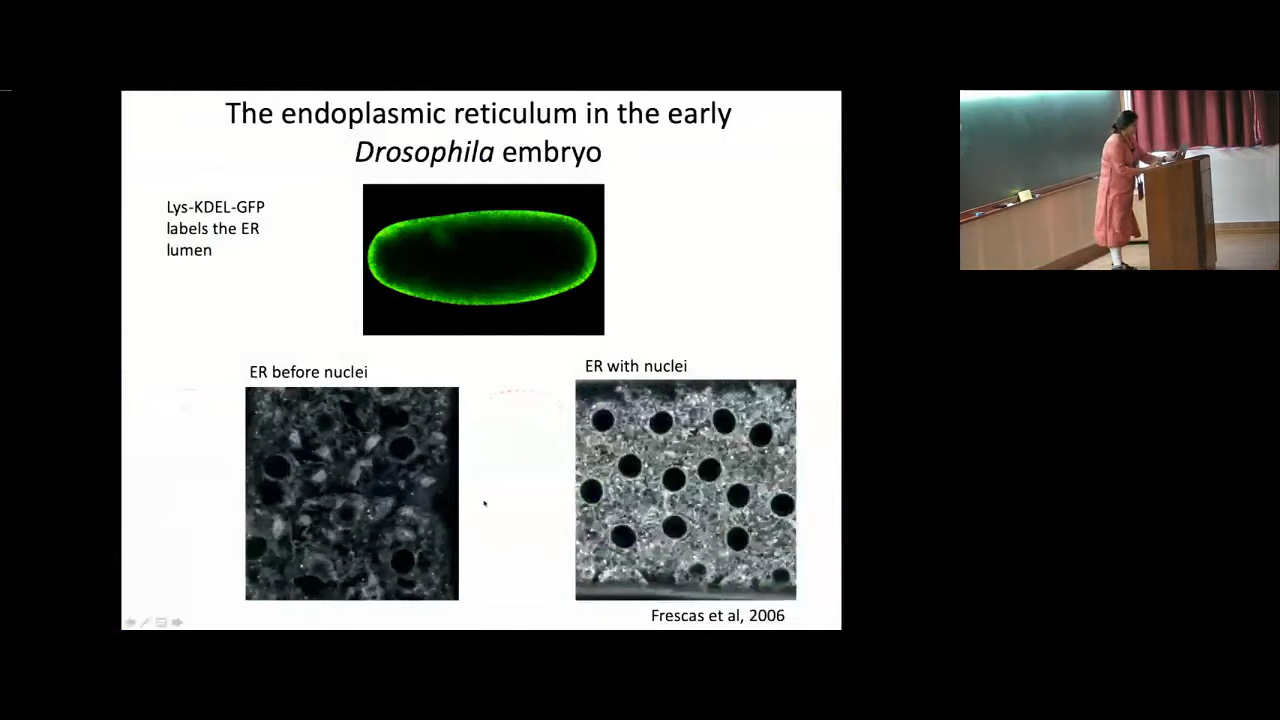 The endoplasmic reticulum in the early
Drosophila embryo
Lys-KDEL-GFP
labels the ER
lumen
ER before nuclei
ER with nuclei
Frescas et al, 2006